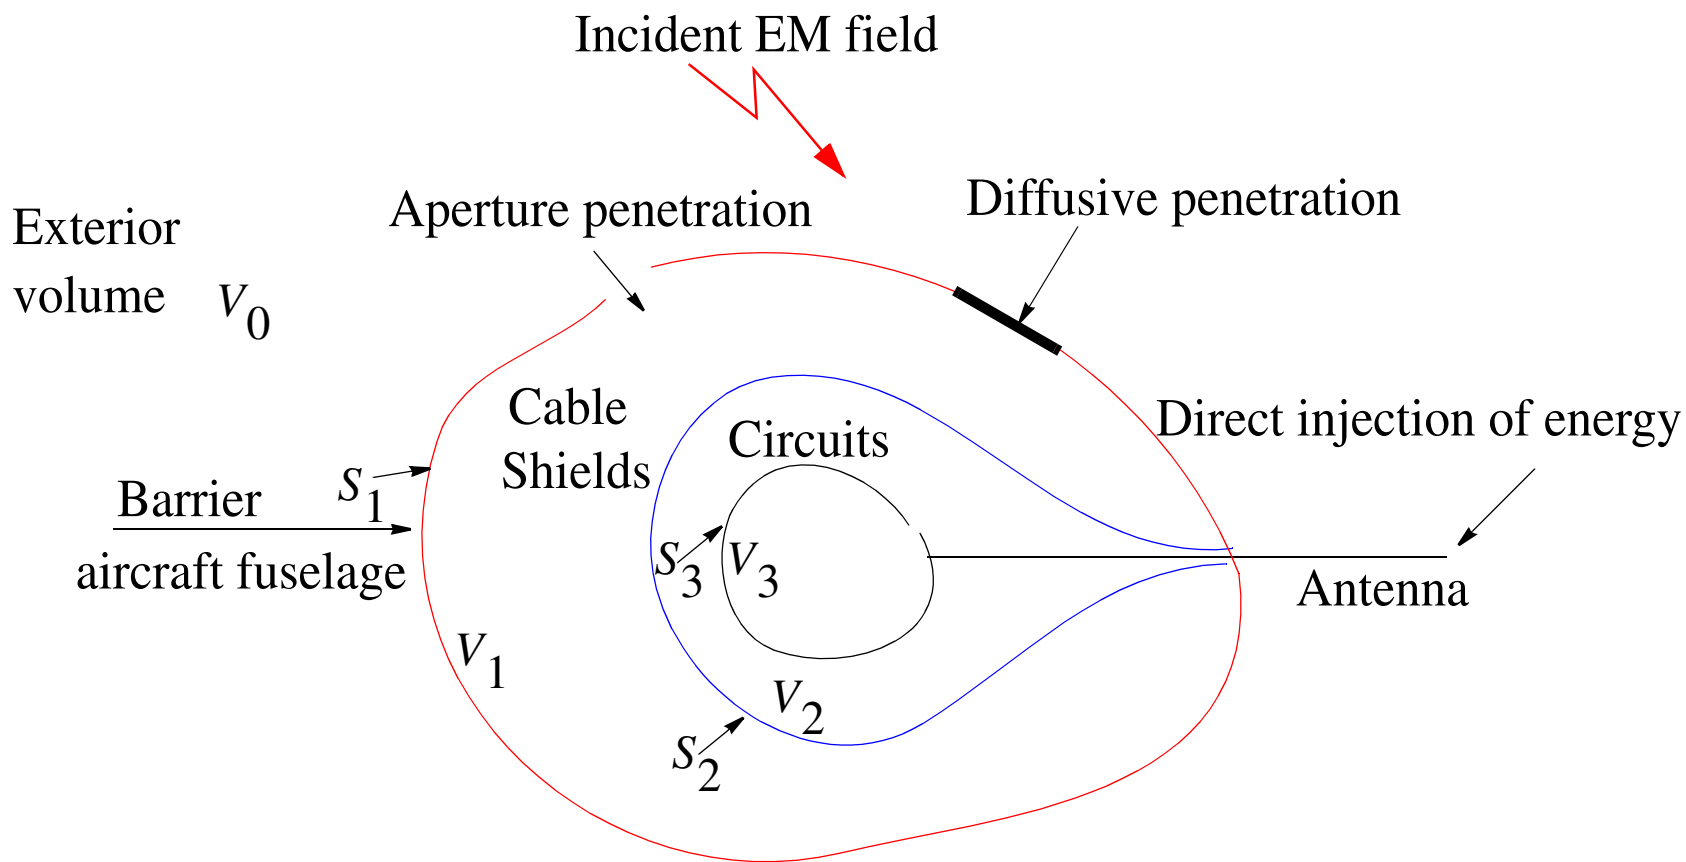 Incident EM field
Aperture penetration
Diffusive penetration
Exterior
volume V0
Cable
Shields
Circuits
Direct injection of energy
S1
Barrier
aircraft fuselage
S3
V3
Antenna
V1
V2
S2